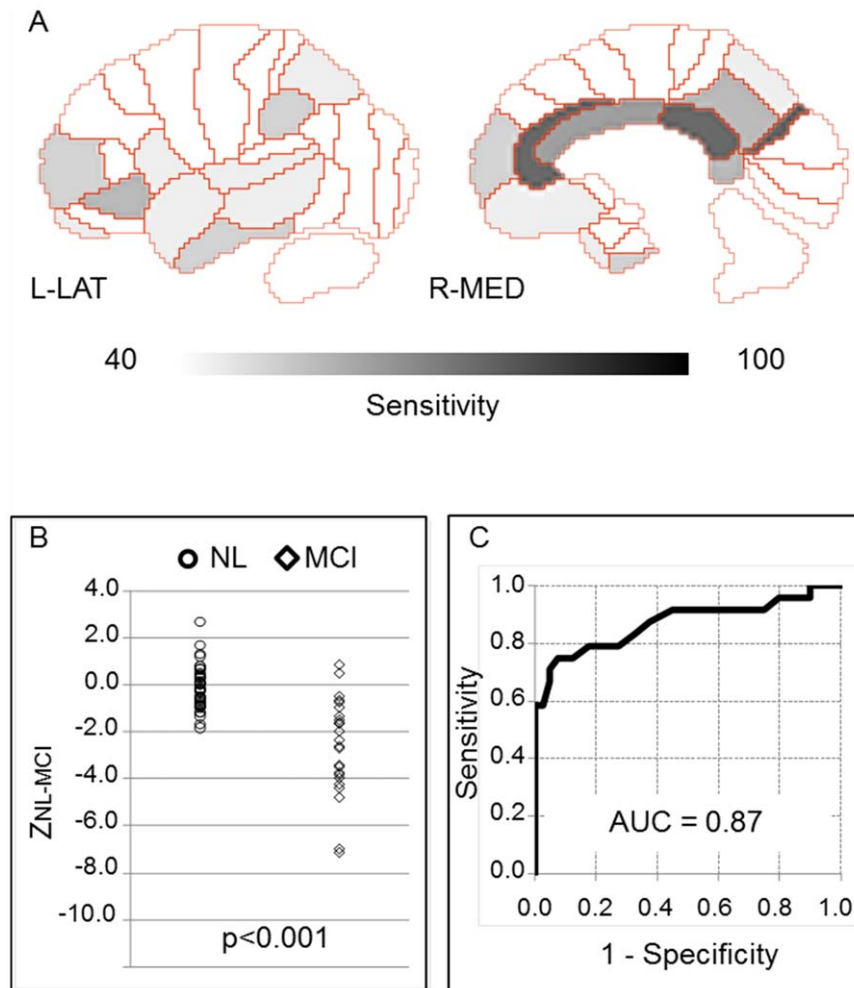 A
L-LAT
R-MED
40
100
Sensitivity
B
NL
MCI
4.0
2.0
0.0
-2.0
-4.0
-6.0
-8.0
-10.0
ZNL-MCI
p<0.001
C
1.0
0.8
0.6
0.4
0.2
0.0
Sensitivity
AUC = 0.87
0.0 0.2 0.4 0.6 0.8 1.0
1 - Specificity